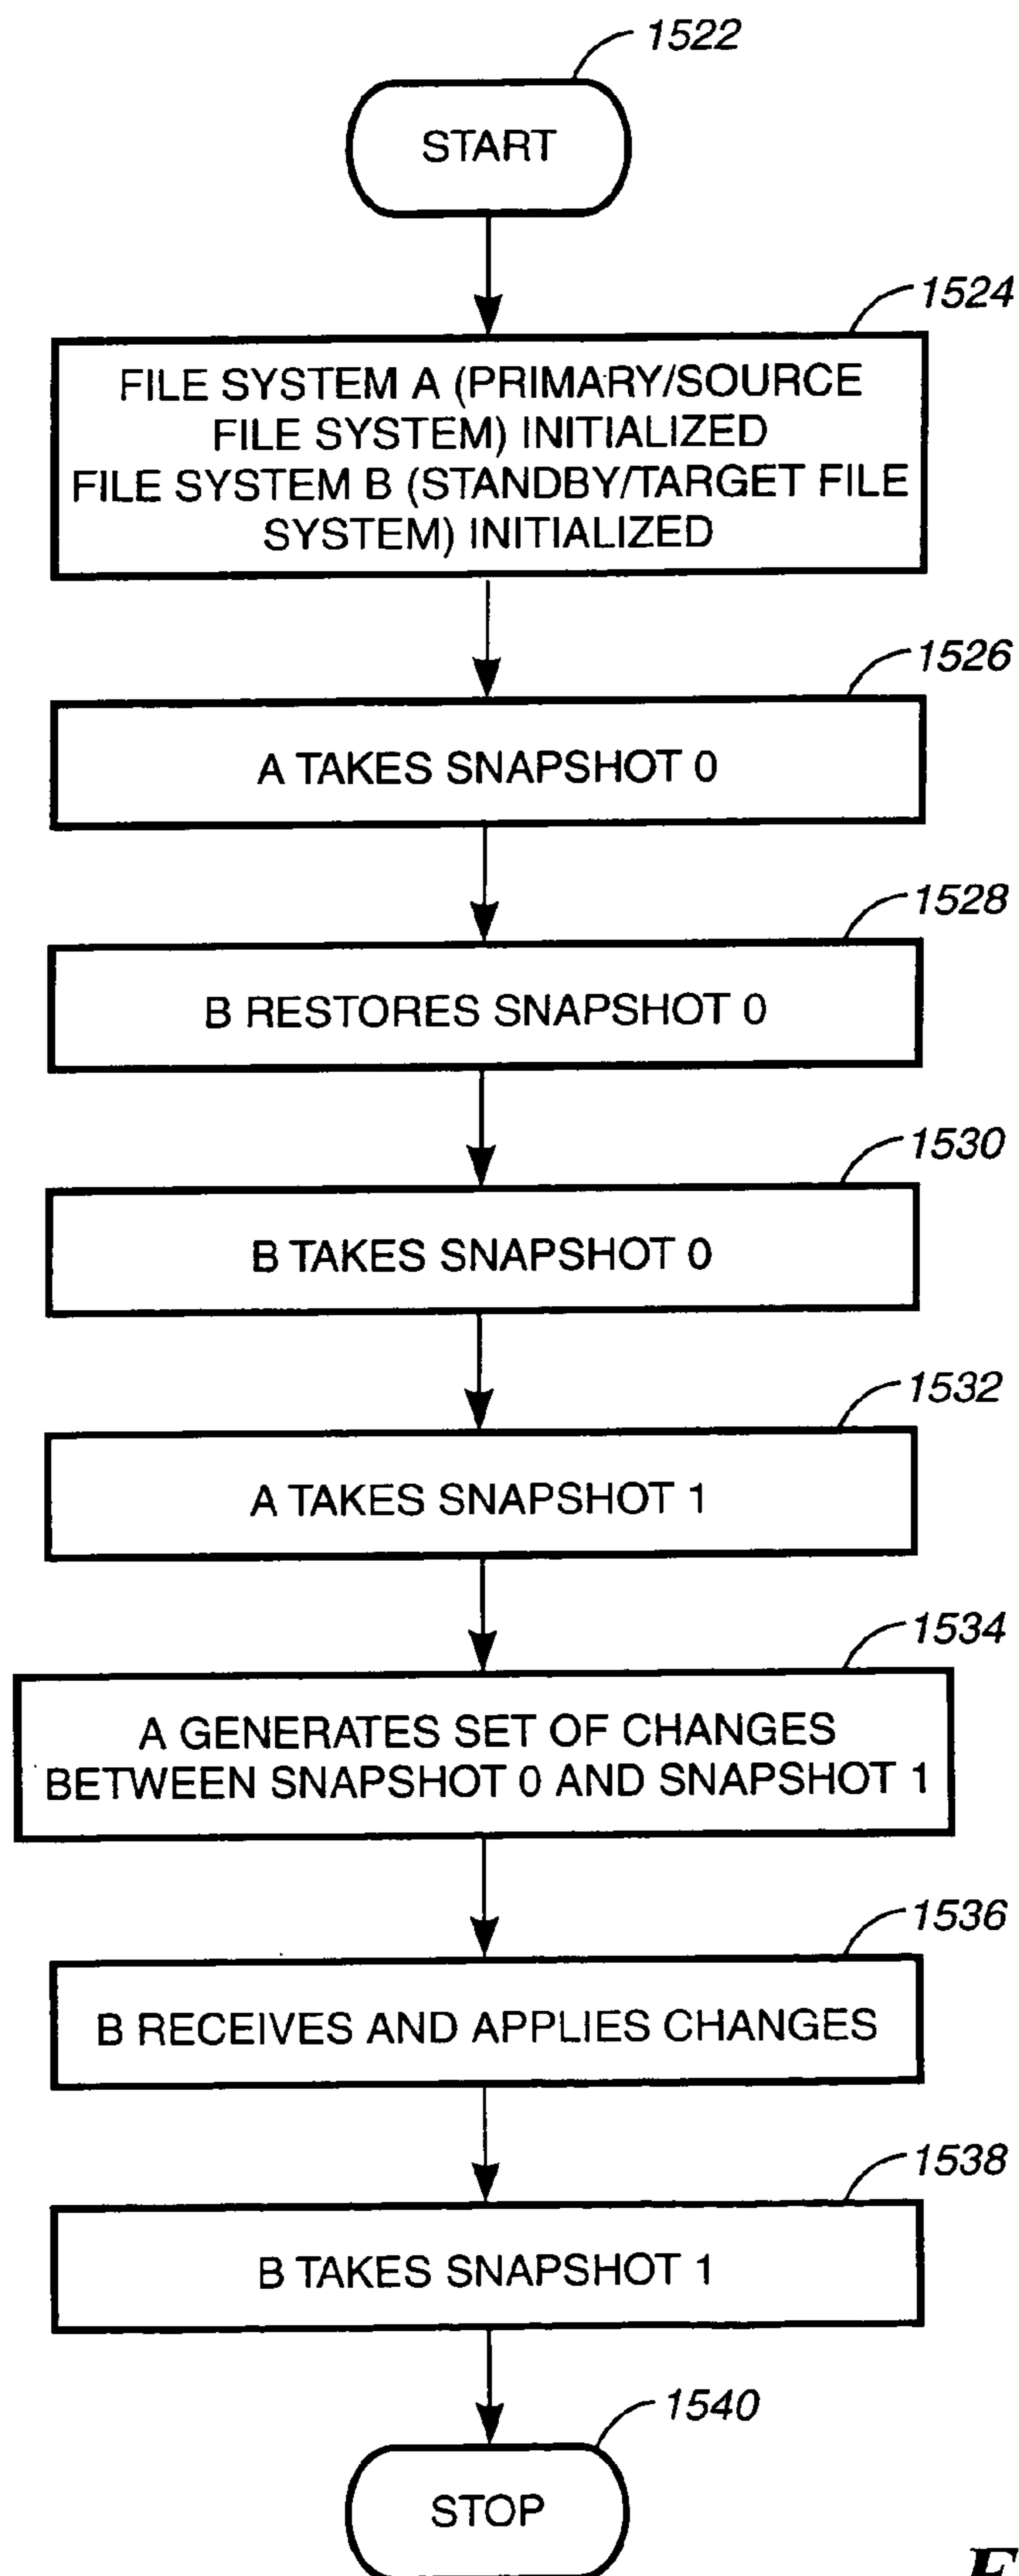 1522
START
1524
FILE SYSTEM A (PRIMARY/SOURCE
FILE SYSTEM) INITIALIZED
FILE SYSTEM B (STANDBY/TARGET FILE
SYSTEM) INITIALIZED
1526
A TAKES SNAPSHOT 0
1528
B RESTORES SNAPSHOT 0
1530
B TAKES SNAPSHOT 0
1532
A TAKES SNAPSHOT 1
1534
A GENERATES SET OF CHANGES
BETWEEN SNAPSHOT 0 AND SNAPSHOT 1
1536
B RECEIVES AND APPLIES CHANGES
1538
B TAKES SNAPSHOT 1
1540
STOP